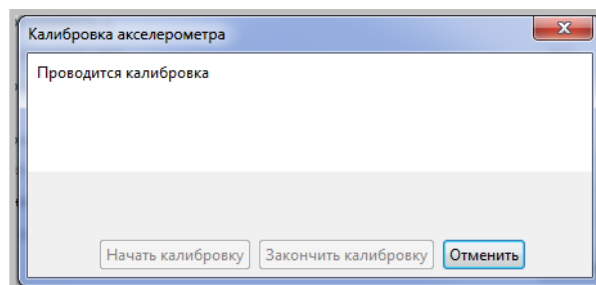 Калибровка акселерометра
Проводится калибровка
Начать калибровку Закончить калибровку Отменить